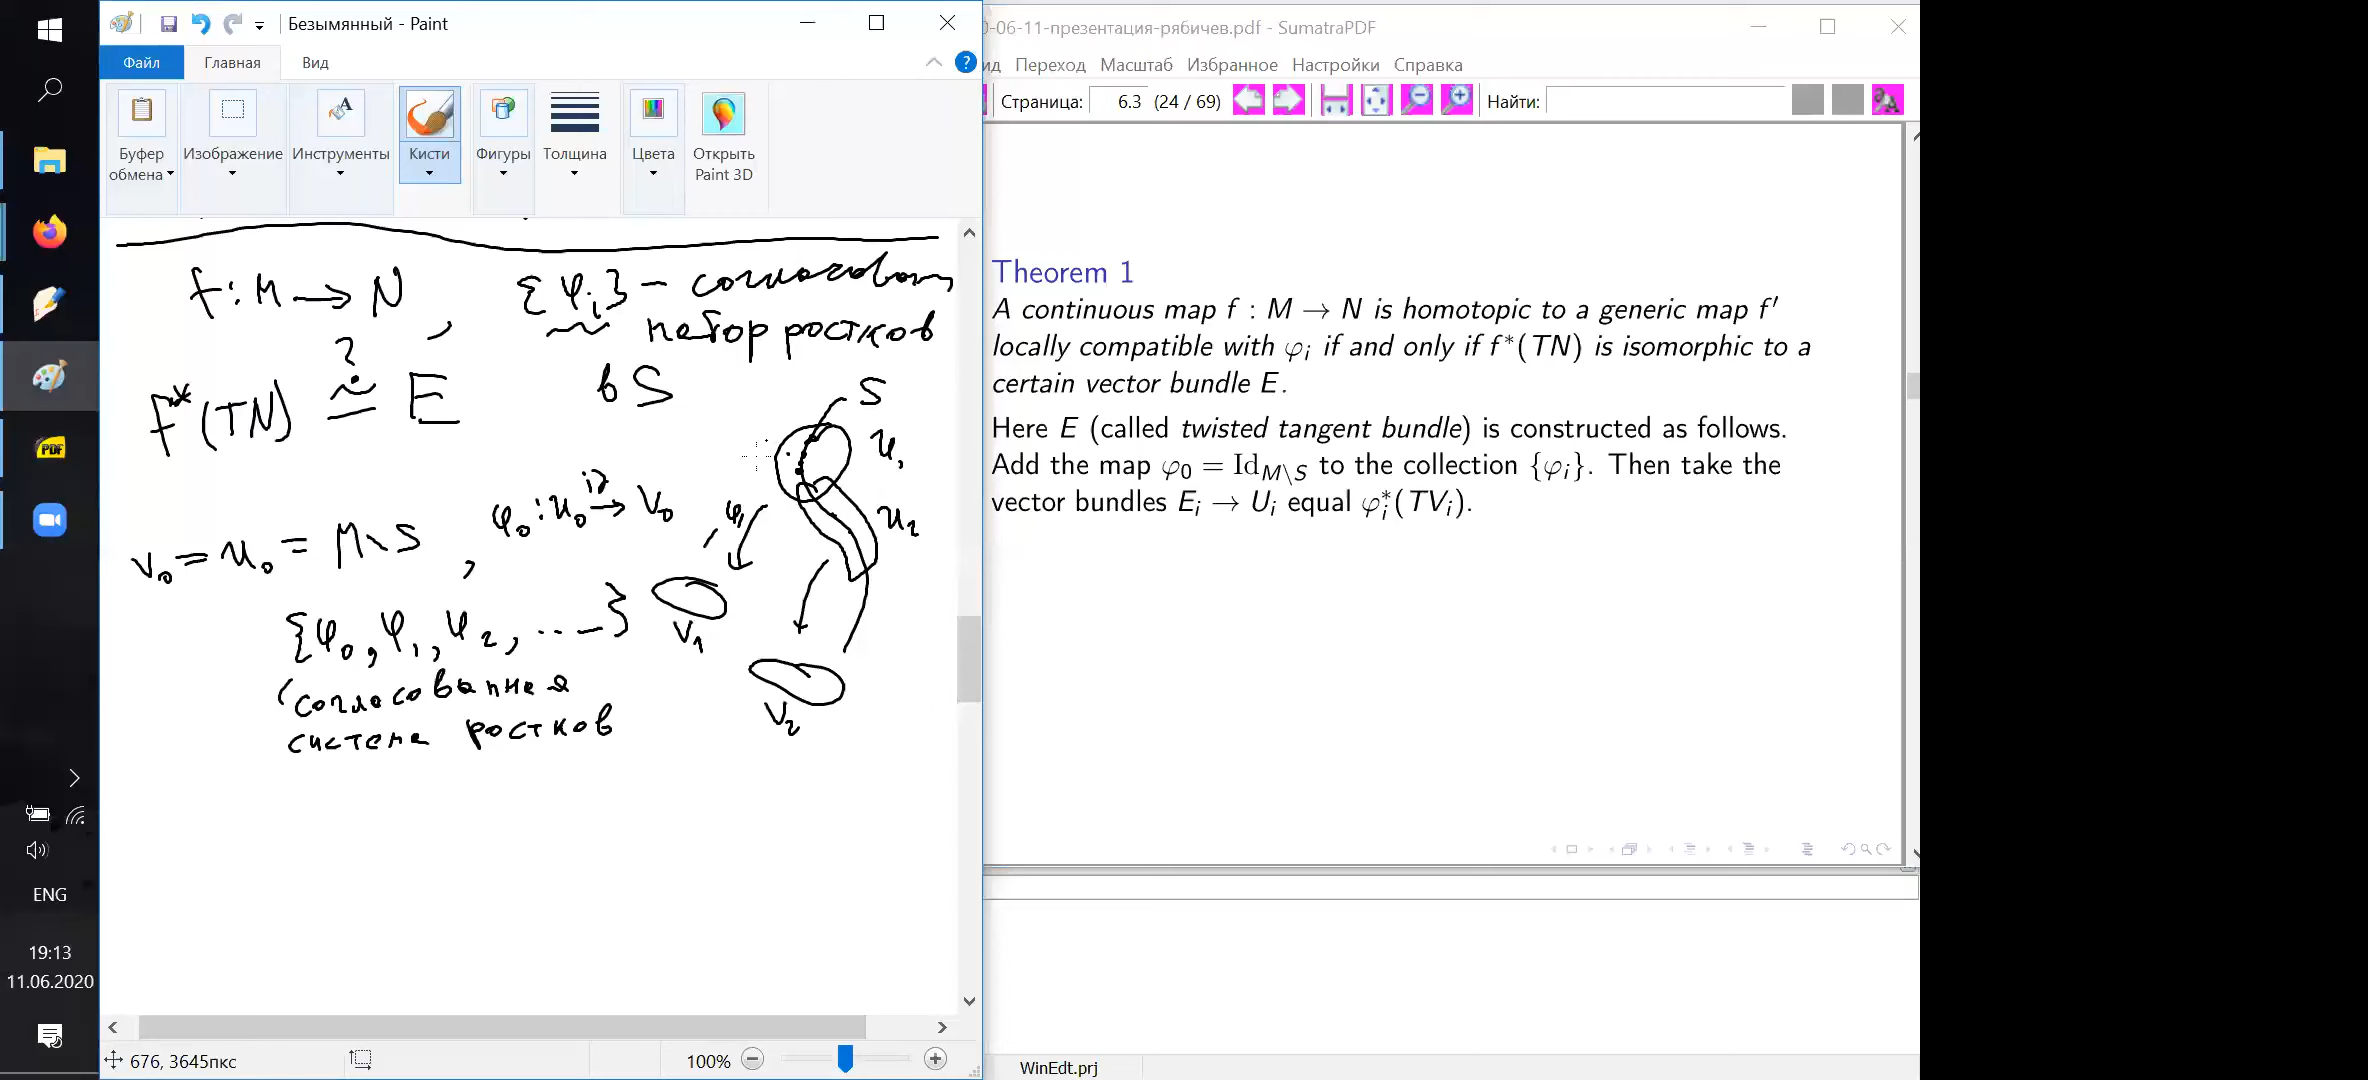 Безымянный - Paint
Файл Главная Вид
Буфер обмена
Изображение
Инструменты
Кисти
Фигуры
Толщина
Цвета
Открыть Paint 3D
f : M → N , {φᵢ} – согласован
набор ростков
f*(TN) ≅ E в S
?
S
U₁
φ₀ : U₀ → V₀
id
φ₁
U₂
V₀ = U₀ = M\S ,
{φ₀, φ₁, φ₂, ...}
V₁
(согласованная
система ростков
V₂
676, 3645пкс
100%
ENG
19:13
11.06.2020
PDF
0-06-11-презентация-рябичев.pdf - SumatraPDF
ид Переход Масштаб Избранное Настройки Справка
Страница: 6.3 (24 / 69) Найти:
Theorem 1
A continuous map f : M → N is homotopic to a generic map f′
locally compatible with φᵢ if and only if f*(TN) is isomorphic to a
certain vector bundle E.
Here E (called twisted tangent bundle) is constructed as follows.
Add the map φ₀ = Id_{M\S} to the collection {φᵢ}. Then take the
vector bundles Eᵢ → Uᵢ equal φᵢ*(TVᵢ).
WinEdt.prj